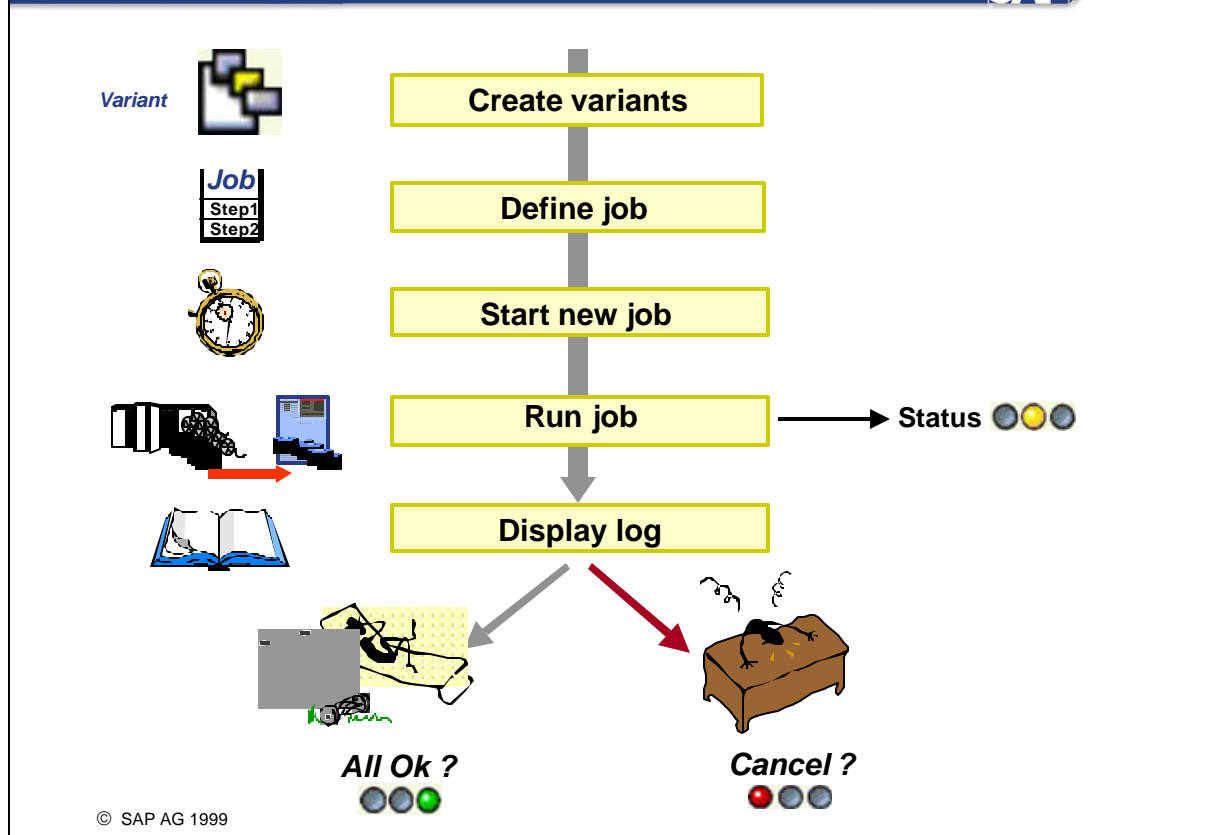 Variant
Create variants
Job
Step1
Step2
Define job
Start new job
Run job
Status
Display log
All Ok ?
Cancel ?
© SAP AG 1999